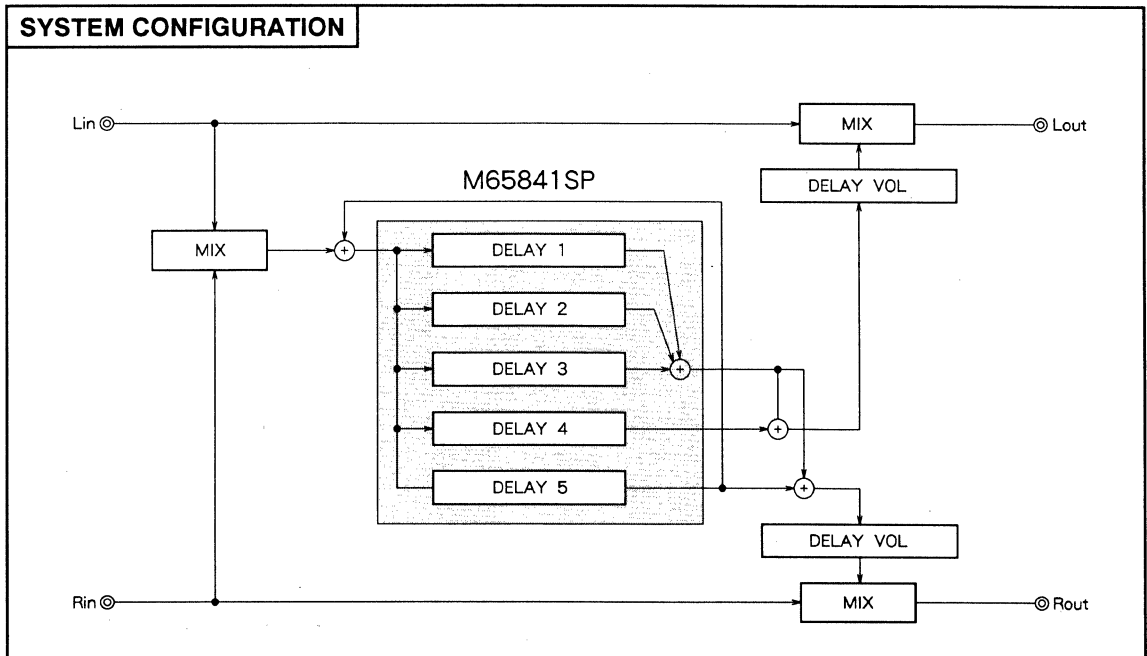 SYSTEM CONFIGURATION
Lin
MIX
Lout
M65841SP
DELAY VOL
MIX
+
DELAY 1
DELAY 2
DELAY 3
+
DELAY 4
+
DELAY 5
+
DELAY VOL
Rin
MIX
Rout